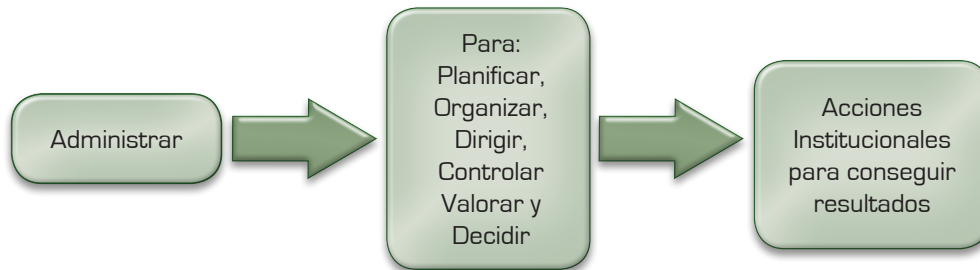 Administrar
Para:
Planificar,
Organizar,
Dirigir,
Controlar
Valorar y
Decidir
Acciones
Institucionales
para conseguir
resultados